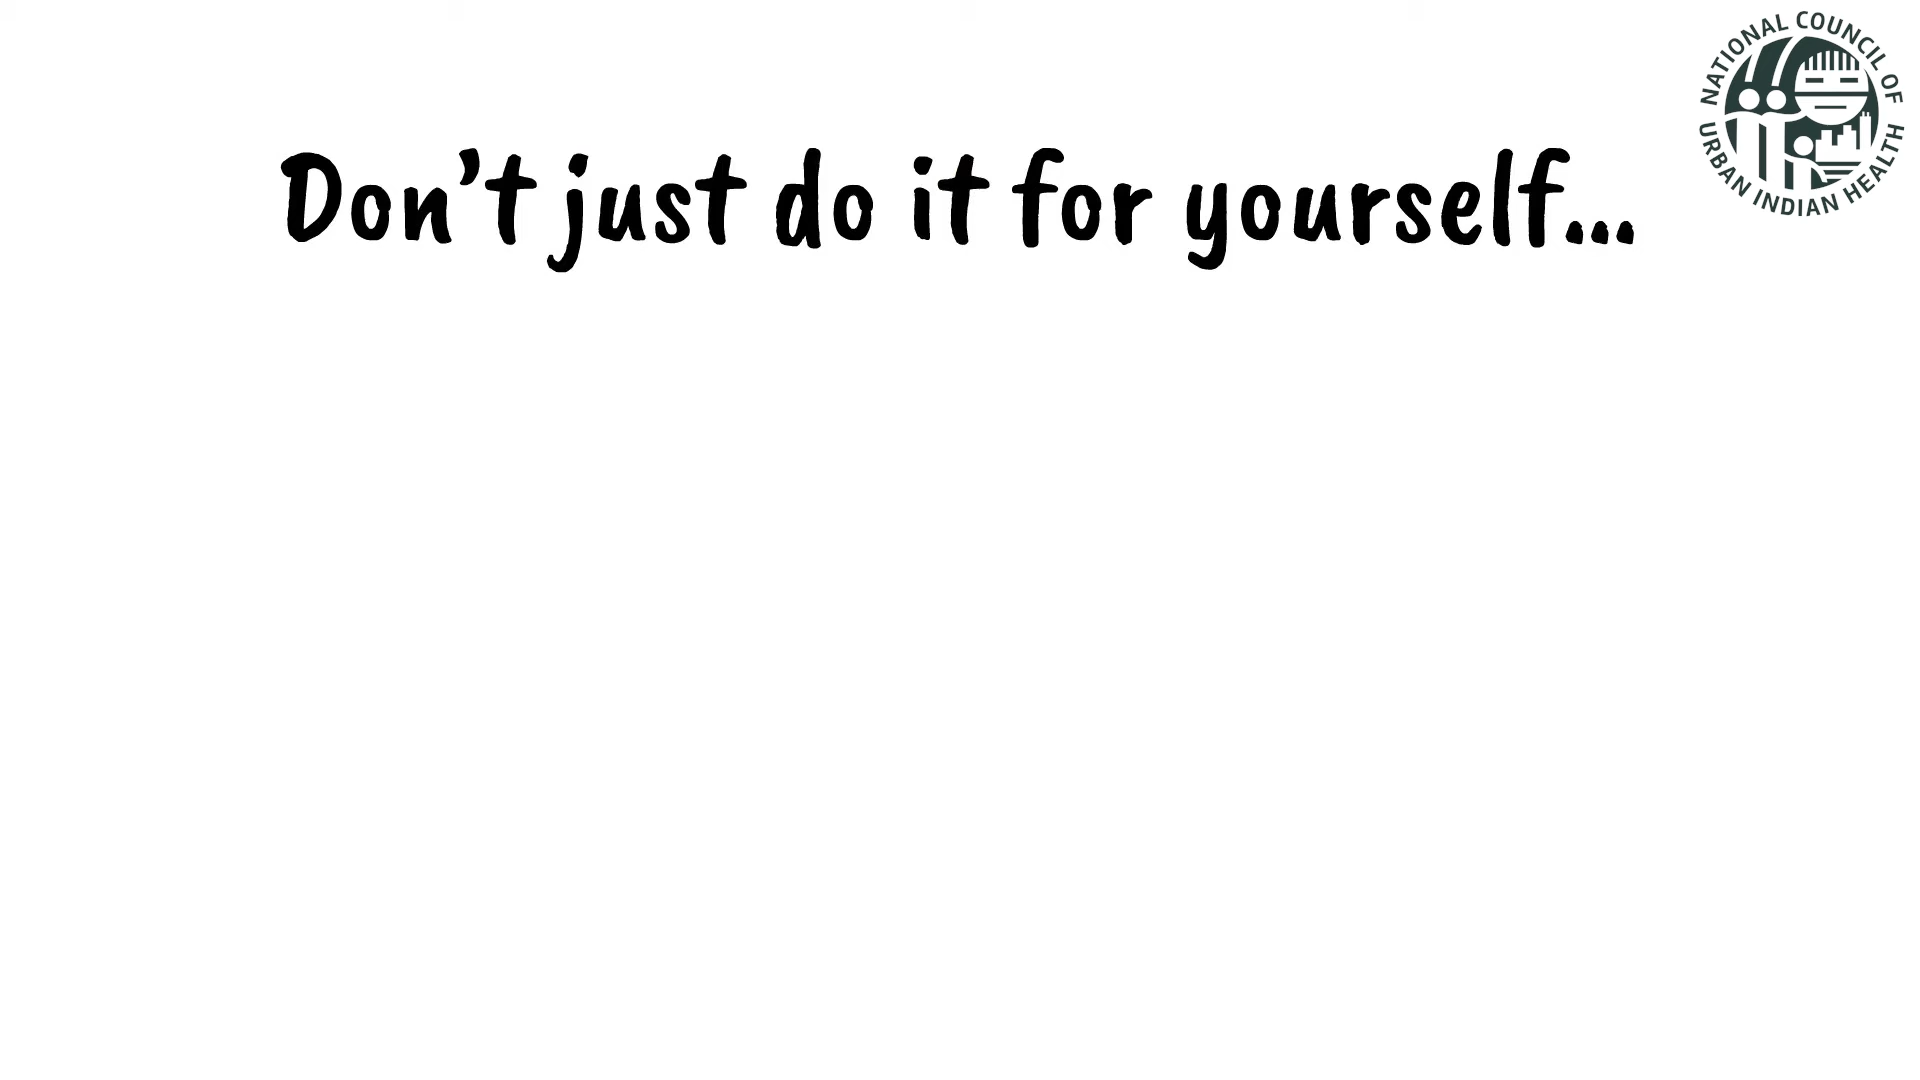 NATIONAL COUNCIL OF
URBAN INDIAN HEALTH
Don’t just do it for yourself...